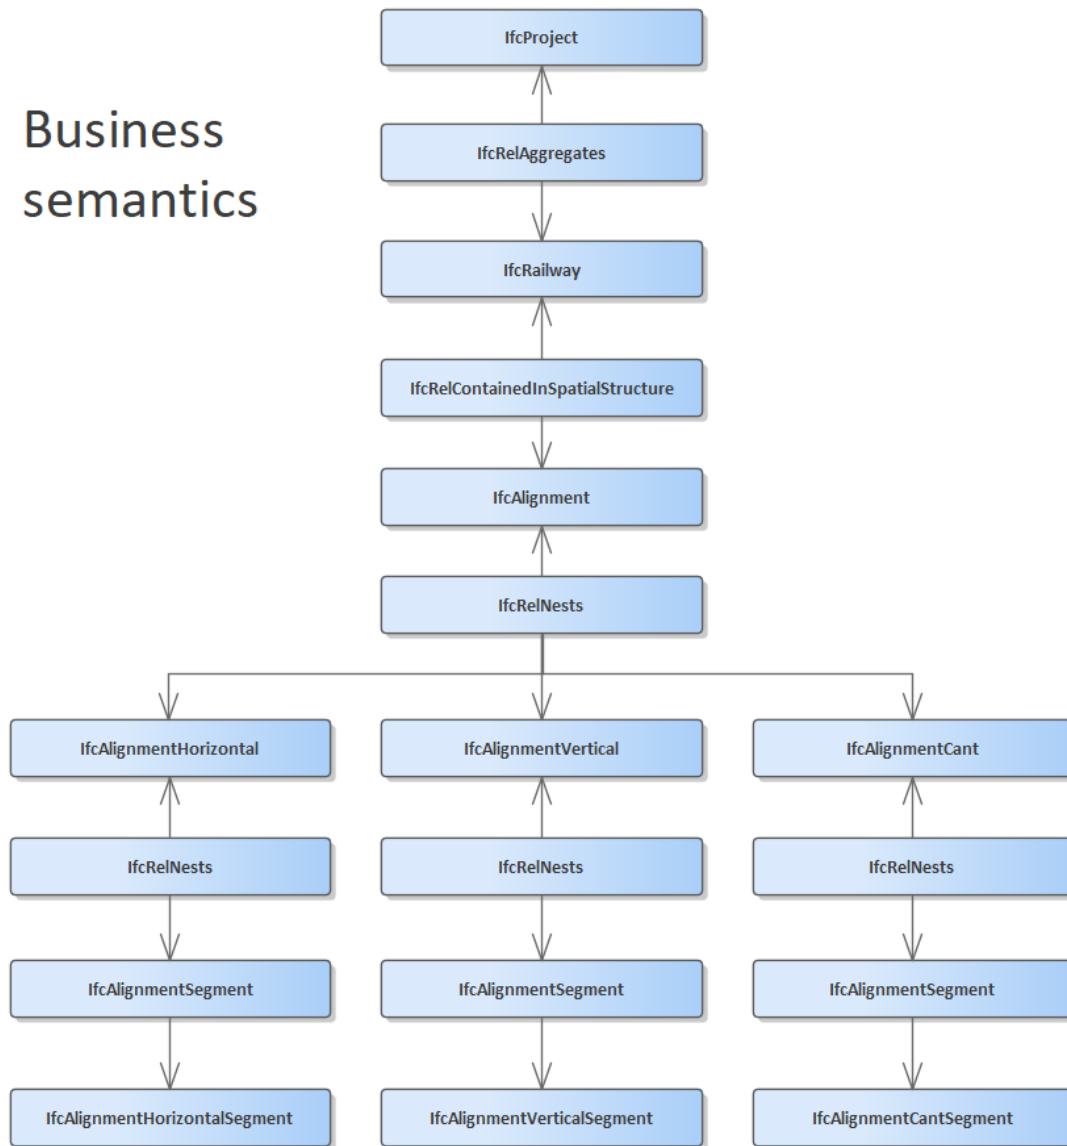 IfcProject
Business
semantics
IfcRelAggregates
IfcRailway
IfcRelContainedInSpatialStructure
IfcAlignment
IfcRelNests
IfcAlignmentHorizontal
IfcAlignmentVertical
IfcAlignmentCant
IfcRelNests
IfcRelNests
IfcRelNests
IfcAlignmentSegment
IfcAlignmentSegment
IfcAlignmentSegment
IfcAlignmentHorizontalSegment
IfcAlignmentVerticalSegment
IfcAlignmentCantSegment